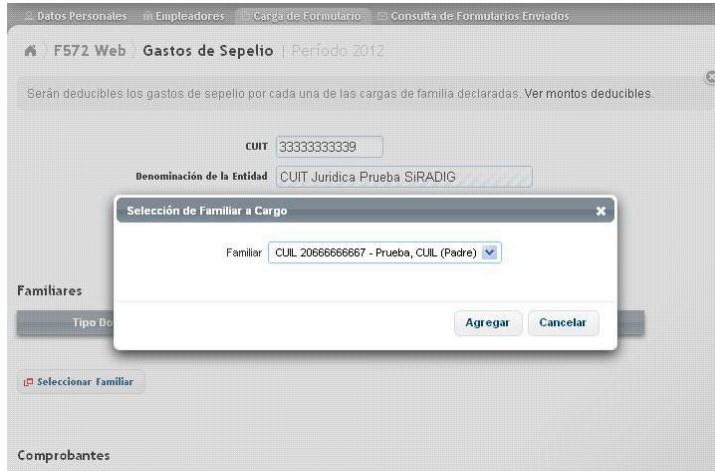 Datos Personales Empleadores Carga de Formulario Consulta de Formularios Enviados
F572 Web Gastos de Sepelio | Período 2012
Serán deducibles los gastos de sepelio por cada una de las cargas de familia declaradas. Ver montos deducibles.
CUIT 33333333339
Denominación de la Entidad CUIT Juridica Prueba SiRADIG
Selección de Familiar a Cargo
Familiar CUIL 20666666667 - Prueba, CUIL (Padre)
Familiares
Tipo Do
Agregar Cancelar
Seleccionar Familiar
Comprobantes